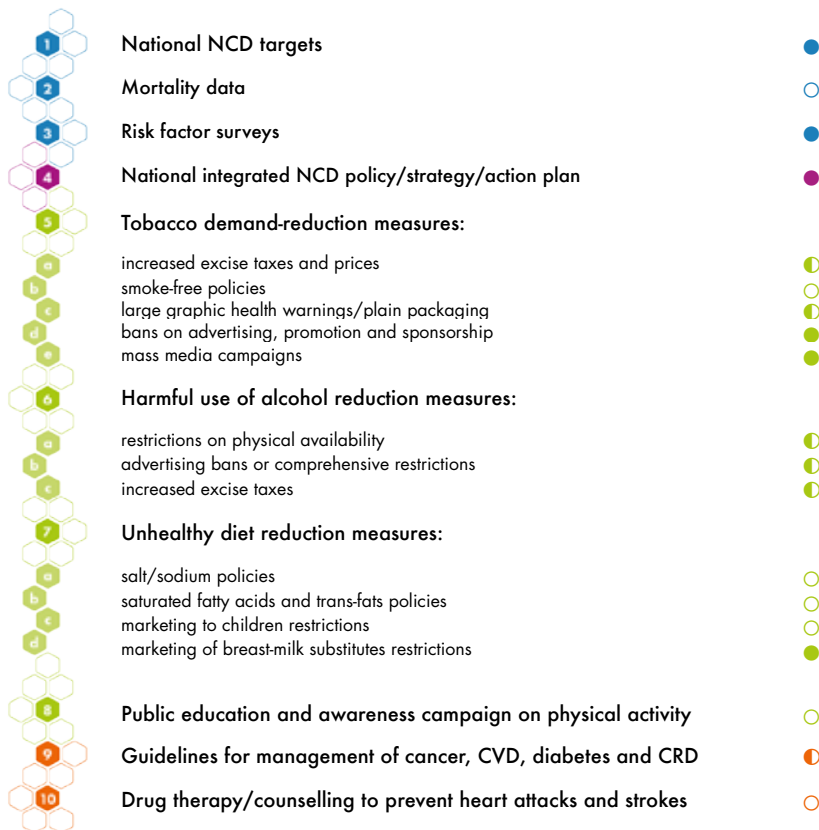 1 National NCD targets
2 Mortality data
3 Risk factor surveys
4 National integrated NCD policy/strategy/action plan
5 Tobacco demand-reduction measures:
a increased excise taxes and prices
b smoke-free policies
c large graphic health warnings/plain packaging
d bans on advertising, promotion and sponsorship
e mass media campaigns
6 Harmful use of alcohol reduction measures:
a restrictions on physical availability
b advertising bans or comprehensive restrictions
c increased excise taxes
7 Unhealthy diet reduction measures:
a salt/sodium policies
b saturated fatty acids and trans-fats policies
c marketing to children restrictions
d marketing of breast-milk substitutes restrictions
8 Public education and awareness campaign on physical activity
9 Guidelines for management of cancer, CVD, diabetes and CRD
10 Drug therapy/counselling to prevent heart attacks and strokes